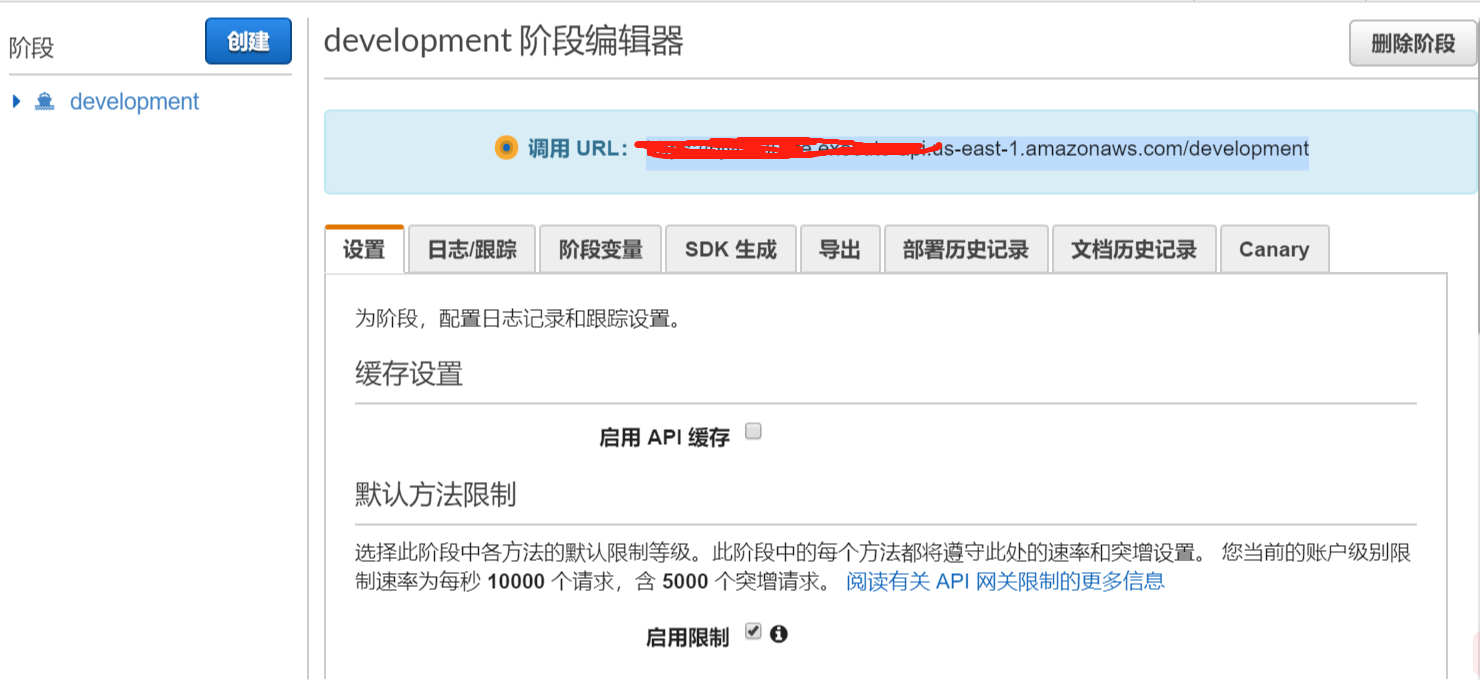 阶段
创建
development
development 阶段编辑器
删除阶段
调用 URL： us-east-1.amazonaws.com/development
设置
日志/跟踪
阶段变量
SDK 生成
导出
部署历史记录
文档历史记录
Canary
为阶段，配置日志记录和跟踪设置。
缓存设置
启用 API 缓存
默认方法限制
选择此阶段中各方法的默认限制等级。此阶段中的每个方法都将遵守此处的速率和突增设置。 您当前的账户级别限
制速率为每秒 10000 个请求，含 5000 个突增请求。 阅读有关 API 网关限制的更多信息
启用限制